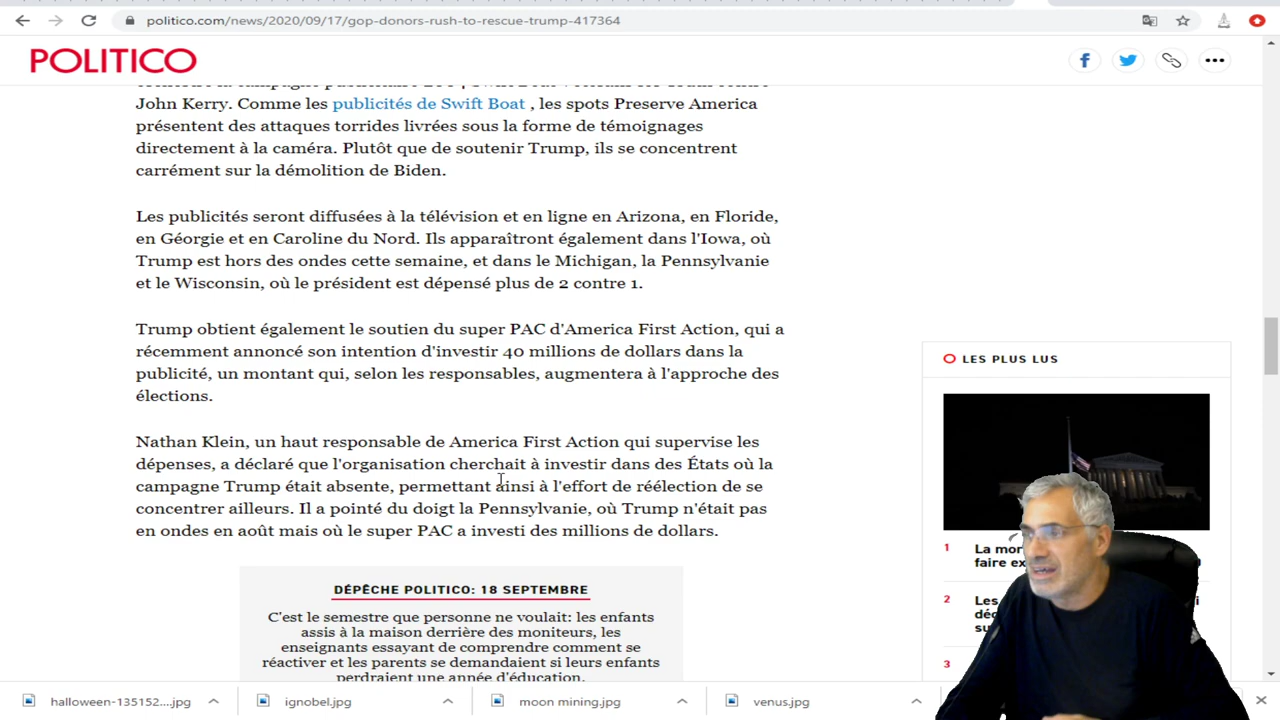 politico.com/news/2020/09/17/gop-donors-rush-to-rescue-trump-417364
POLITICO
John Kerry. Comme les publicités de Swift Boat , les spots Preserve America
présentent des attaques torrides livrées sous la forme de témoignages
directement à la caméra. Plutôt que de soutenir Trump, ils se concentrent
carrément sur la démolition de Biden.
Les publicités seront diffusées à la télévision et en ligne en Arizona, en Floride,
en Géorgie et en Caroline du Nord. Ils apparaîtront également dans l'Iowa, où
Trump est hors des ondes cette semaine, et dans le Michigan, la Pennsylvanie
et le Wisconsin, où le président est dépensé plus de 2 contre 1.
Trump obtient également le soutien du super PAC d'America First Action, qui a
récemment annoncé son intention d'investir 40 millions de dollars dans la
publicité, un montant qui, selon les responsables, augmentera à l'approche des
élections.
Nathan Klein, un haut responsable de America First Action qui supervise les
dépenses, a déclaré que l'organisation cherchait à investir dans des États où la
campagne Trump était absente, permettant ainsi à l'effort de réélection de se
concentrer ailleurs. Il a pointé du doigt la Pennsylvanie, où Trump n'était pas
en ondes en août mais où le super PAC a investi des millions de dollars.
DÉPÊCHE POLITICO: 18 SEPTEMBRE
C'est le semestre que personne ne voulait: les enfants
assis à la maison derrière des moniteurs, les
enseignants essayant de comprendre comment se
réactiver et les parents se demandaient si leurs enfants
perdraient une année d'éducation.
LES PLUS LUS
1 La
faire
2 Les
3
halloween-135152....jpg
ignobel.jpg
moon mining.jpg
venus.jpg